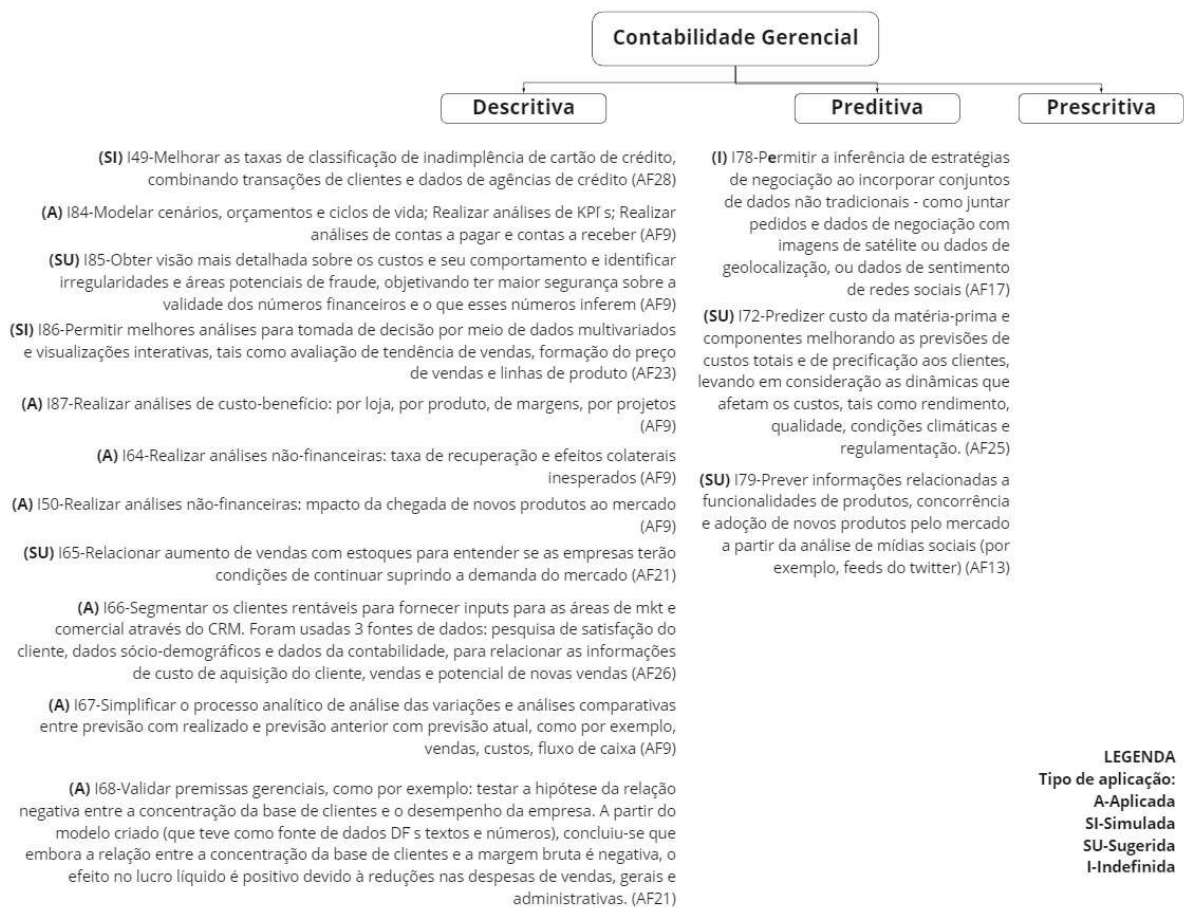 Contabilidade Gerencial
Descritiva
Preditiva
Prescritiva
(SI) I49-Melhorar as taxas de classificação de inadimplência de cartão de crédito,
combinando transações de clientes e dados de agências de crédito (AF28)
(A) I84-Modelar cenários, orçamentos e ciclos de vida; Realizar análises de KPI´s; Realizar
análises de contas a pagar e contas a receber (AF9)
(SU) I85-Obter visão mais detalhada sobre os custos e seu comportamento e identificar
irregularidades e áreas potenciais de fraude, objetivando ter maior segurança sobre a
validade dos números financeiros e o que esses números inferem (AF9)
(SI) I86-Permitir melhores análises para tomada de decisão por meio de dados multivariados
e visualizações interativas, tais como avaliação de tendência de vendas, formação do preço
de vendas e linhas de produto (AF23)
(A) I87-Realizar análises de custo-benefício: por loja, por produto, de margens, por projetos
(AF9)
(A) I64-Realizar análises não-financeiras: taxa de recuperação e efeitos colaterais
inesperados (AF9)
(A) I50-Realizar análises não-financeiras: mpacto da chegada de novos produtos ao mercado
(AF9)
(SU) I65-Relacionar aumento de vendas com estoques para entender se as empresas terão
condições de continuar suprindo a demanda do mercado (AF21)
(A) I66-Segmentar os clientes rentáveis para fornecer inputs para as áreas de mkt e
comercial através do CRM. Foram usadas 3 fontes de dados: pesquisa de satisfação do
cliente, dados sócio-demográficos e dados da contabilidade, para relacionar as informações
de custo de aquisição do cliente, vendas e potencial de novas vendas (AF26)
(A) I67-Simplificar o processo analítico de análise das variações e análises comparativas
entre previsão com realizado e previsão anterior com previsão atual, como por exemplo,
vendas, custos, fluxo de caixa (AF9)
(A) I68-Validar premissas gerenciais, como por exemplo: testar a hipótese da relação
negativa entre a concentração da base de clientes e o desempenho da empresa. A partir do
modelo criado (que teve como fonte de dados DF s textos e números), concluiu-se que
embora a relação entre a concentração da base de clientes e a margem bruta é negativa, o
efeito no lucro líquido é positivo devido à reduções nas despesas de vendas, gerais e
administrativas. (AF21)
(I) I78-Permitir a inferência de estratégias
de negociação ao incorporar conjuntos
de dados não tradicionais - como juntar
pedidos e dados de negociação com
imagens de satélite ou dados de
geolocalização, ou dados de sentimento
de redes sociais (AF17)
(SU) I72-Predizer custo da matéria-prima e
componentes melhorando as previsões de
custos totais e de precificação aos clientes,
levando em consideração as dinâmicas que
afetam os custos, tais como rendimento,
qualidade, condições climáticas e
regulamentação. (AF25)
(SU) I79-Prever informações relacionadas a
funcionalidades de produtos, concorrência
e adoção de novos produtos pelo mercado
a partir da análise de mídias sociais (por
exemplo, feeds do twitter) (AF13)
LEGENDA
Tipo de aplicação:
A-Aplicada
SI-Simulada
SU-Sugerida
I-Indefinida